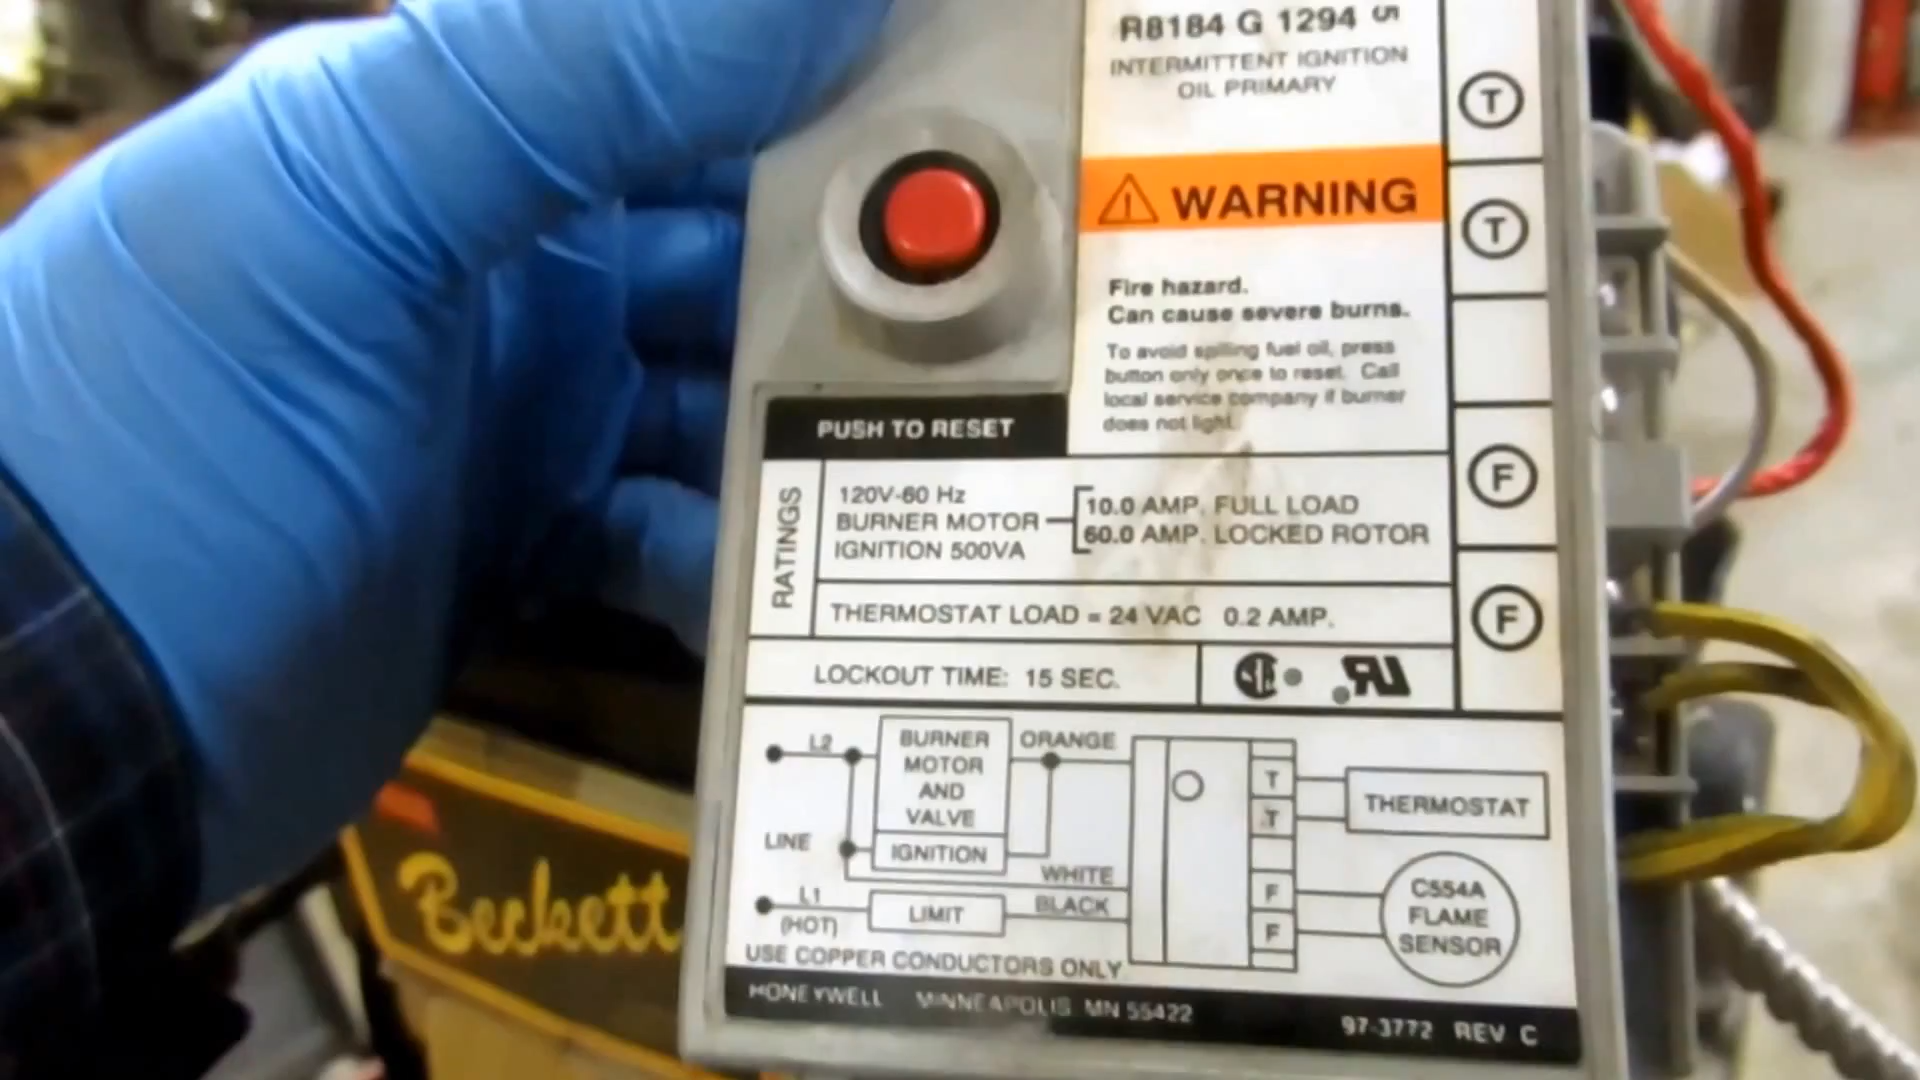 R8184 G 1294 5
INTERMITTENT IGNITION
OIL PRIMARY
T
WARNING
T
Fire hazard.
Can cause severe burns.
To avoid spilling fuel oil, press
button only once to reset. Call
local service company if burner
does not light.
PUSH TO RESET
F
RATINGS
120V-60 Hz
BURNER MOTOR
IGNITION 500VA
10.0 AMP. FULL LOAD
60.0 AMP. LOCKED ROTOR
THERMOSTAT LOAD = 24 VAC 0.2 AMP.
F
LOCKOUT TIME: 15 SEC.
L2
BURNER
MOTOR
AND
VALVE
ORANGE
T
T
THERMOSTAT
LINE
IGNITION
WHITE
L1
(HOT)
LIMIT
BLACK
F
F
C554A
FLAME
SENSOR
USE COPPER CONDUCTORS ONLY
HONEYWELL MINNEAPOLIS MN 55422
97-3772 REV C
Beckett